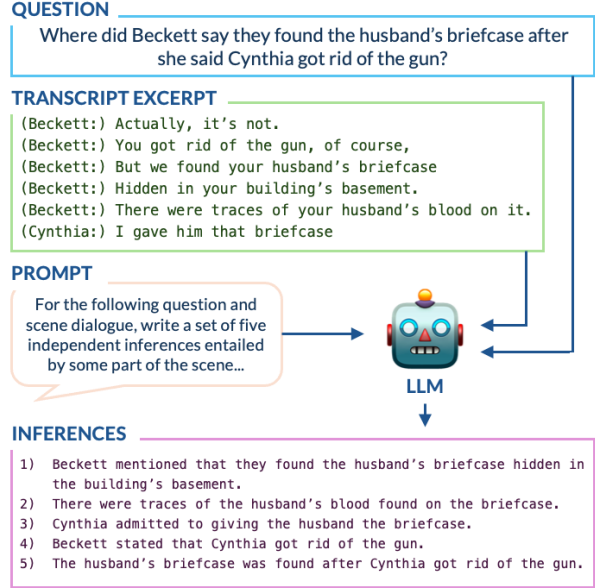 QUESTION
Where did Beckett say they found the husband's briefcase after
she said Cynthia got rid of the gun?
TRANSCRIPT EXCERPT
(Beckett:) Actually, it's not.
(Beckett:) You got rid of the gun, of course,
(Beckett:) But we found your husband's briefcase
(Beckett:) Hidden in your building's basement.
(Beckett:) There were traces of your husband's blood on it.
(Cynthia:) I gave him that briefcase
PROMPT
For the following question and
scene dialogue, write a set of five
independent inferences entailed
by some part of the scene...
LLM
INFERENCES
1) Beckett mentioned that they found the husband's briefcase hidden in
the building's basement.
2) There were traces of the husband's blood found on the briefcase.
3) Cynthia admitted to giving the husband the briefcase.
4) Beckett stated that Cynthia got rid of the gun.
5) The husband's briefcase was found after Cynthia got rid of the gun.